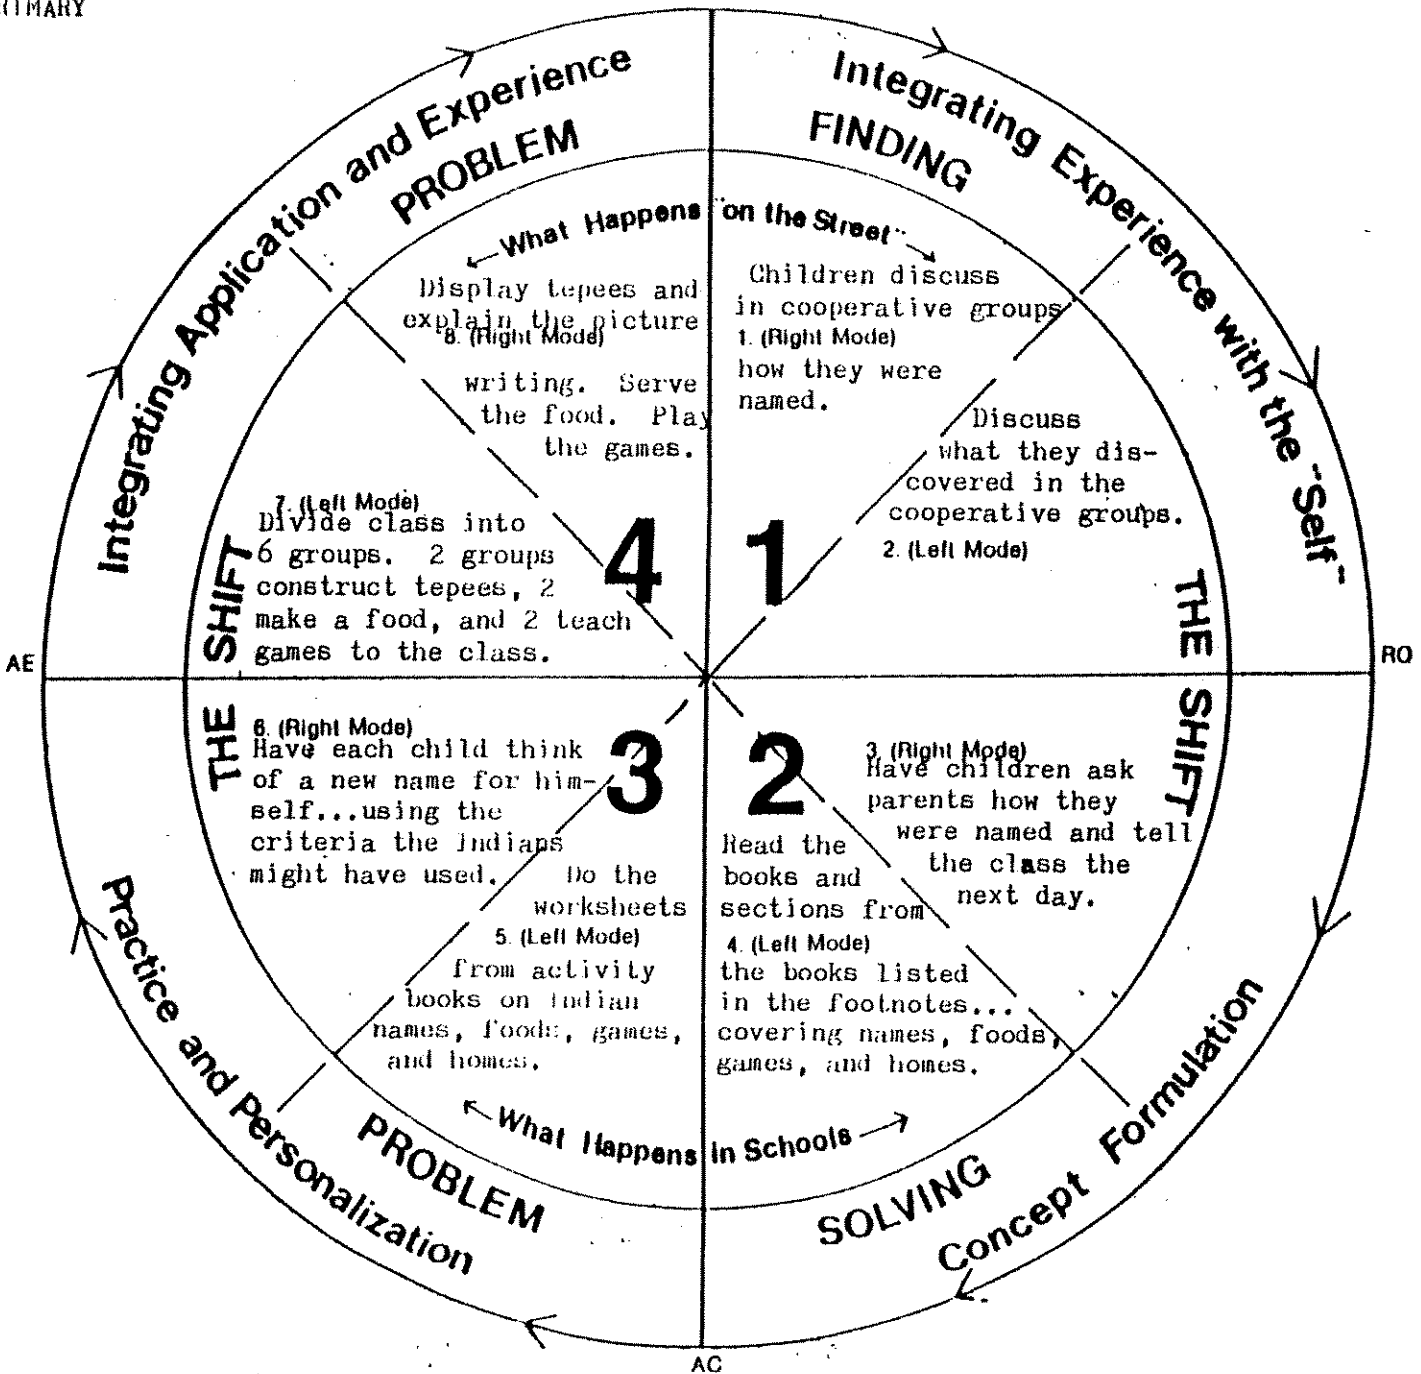 Integrating Application and Experience
PROBLEM
Integrating Experience with the "Self"
FINDING
What Happens "on the Street"
Display tepees and
explain the picture
8. (Right Mode)
writing. Serve
the food. Play
the games.
Children discuss
in cooperative groups
1. (Right Mode)
how they were
named.
Discuss
what they dis-
covered in the
cooperative groups.
2. (Left Mode)
7. (Left Mode)
Divide class into
6 groups. 2 groups
construct tepees, 2
make a food, and 2 teach
games to the class.
4
1
THE SHIFT
THE SHIFT
AE
RO
6. (Right Mode)
Have each child think
of a new name for him-
self...using the
criteria the Indians
might have used.
3
2
3. (Right Mode)
Have children ask
parents how they
were named and tell
the class the
next day.
Read the
books and
sections from
4. (Left Mode)
the books listed
in the footnotes...
covering names, foods,
games, and homes.
Do the
worksheets
5. (Left Mode)
from activity
books on Indian
names, foods, games,
and homes.
What Happens In Schools
PROBLEM
SOLVING
Practice and Personalization
Concept Formulation
AC